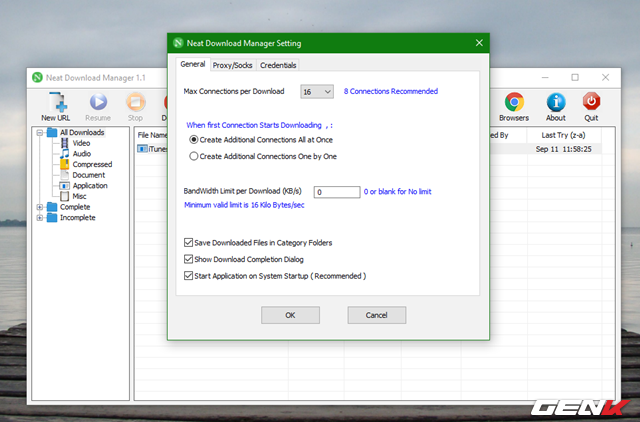 Neat Download Manager Setting
General Proxy/Socks Credentials
Max Connections per Download 16 8 Connections Recommended
When first Connection Starts Downloading , :
Create Additional Connections All at Once
Create Additional Connections One by One
BandWidth Limit per Download (KB/s) 0 0 or blank for No limit
Minimum valid limit is 16 Kilo Bytes/sec
Save Downloaded Files in Category Folders
Show Download Completion Dialog
Start Application on System Startup ( Recommended )
OK Cancel
Neat Download Manager 1.1
New URL Resume Stop D Browsers About Quit
All Downloads
Video
Audio
Compressed
Document
Application
Misc
Complete
Incomplete
File Name ed By Last Try (z-a)
iTunes Sep 11 11:58:25
GENK